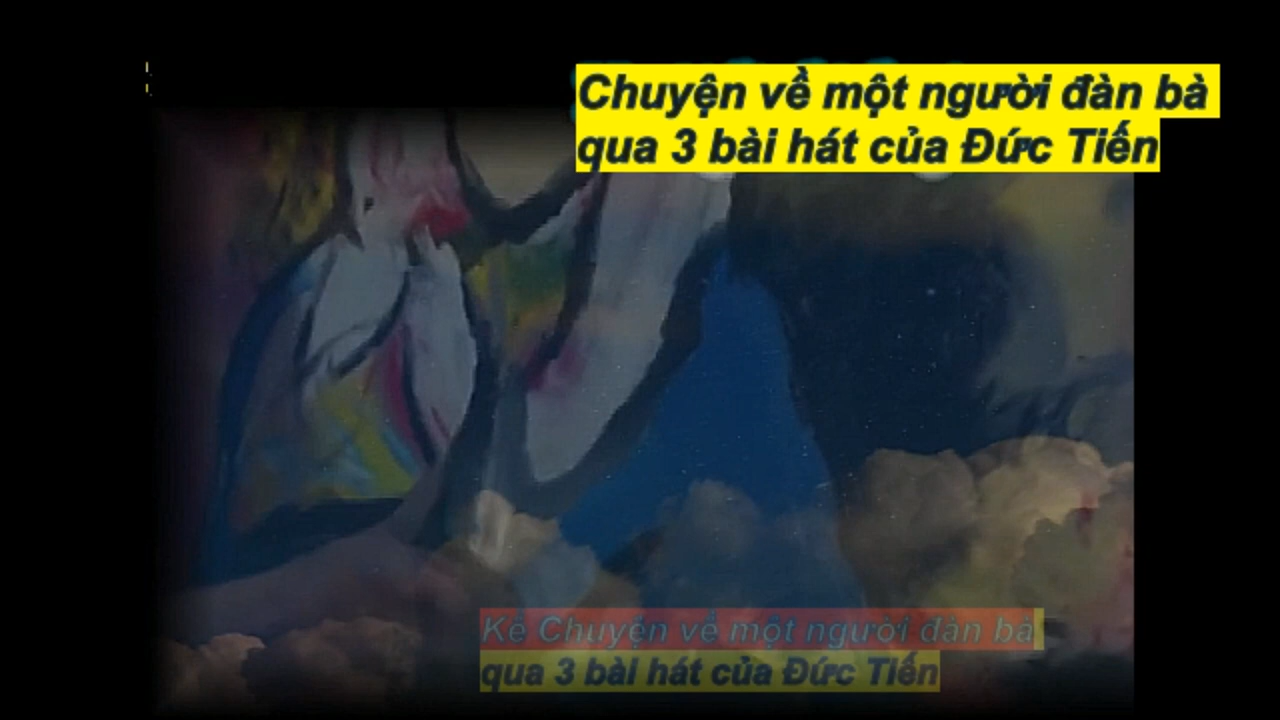 Chuyện về một người đàn bà
qua 3 bài hát của Đức Tiến
Kể Chuyện về một người đàn bà
qua 3 bài hát của Đức Tiến